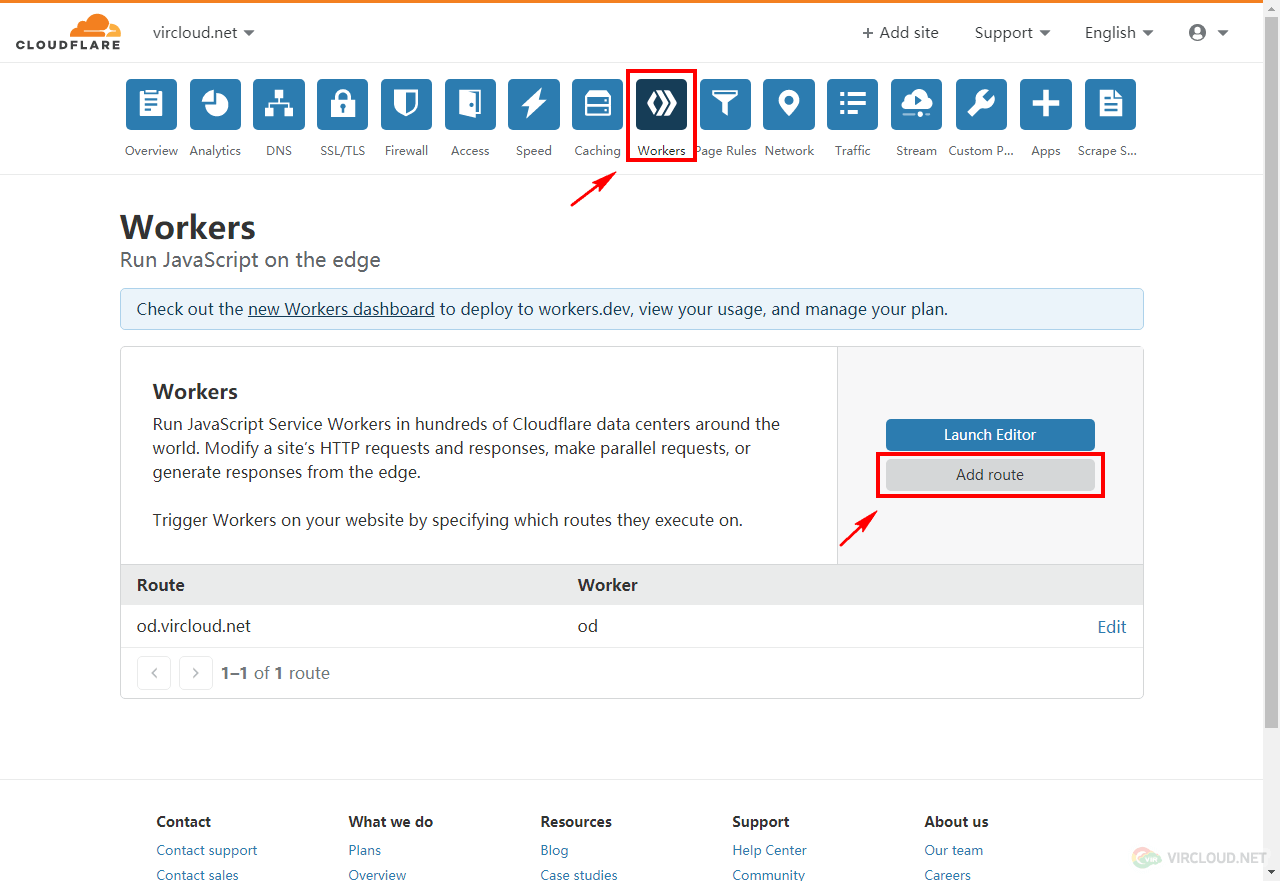 CLOUDFLARE
vircloud.net
+ Add site
Support
English
Overview
Analytics
DNS
SSL/TLS
Firewall
Access
Speed
Caching
Workers
Page Rules
Network
Traffic
Stream
Custom P...
Apps
Scrape S...
Workers
Run JavaScript on the edge
Check out the new Workers dashboard to deploy to workers.dev, view your usage, and manage your plan.
Workers
Run JavaScript Service Workers in hundreds of Cloudflare data centers around the
world. Modify a site’s HTTP requests and responses, make parallel requests, or
generate responses from the edge.
Trigger Workers on your website by specifying which routes they execute on.
Launch Editor
Add route
Route Worker
od.vircloud.net od Edit
1–1 of 1 route
Contact
What we do
Resources
Support
About us
Contact support
Plans
Blog
Help Center
Our team
Contact sales
Overview
Case studies
Community
Careers
VIRCLOUD.NET